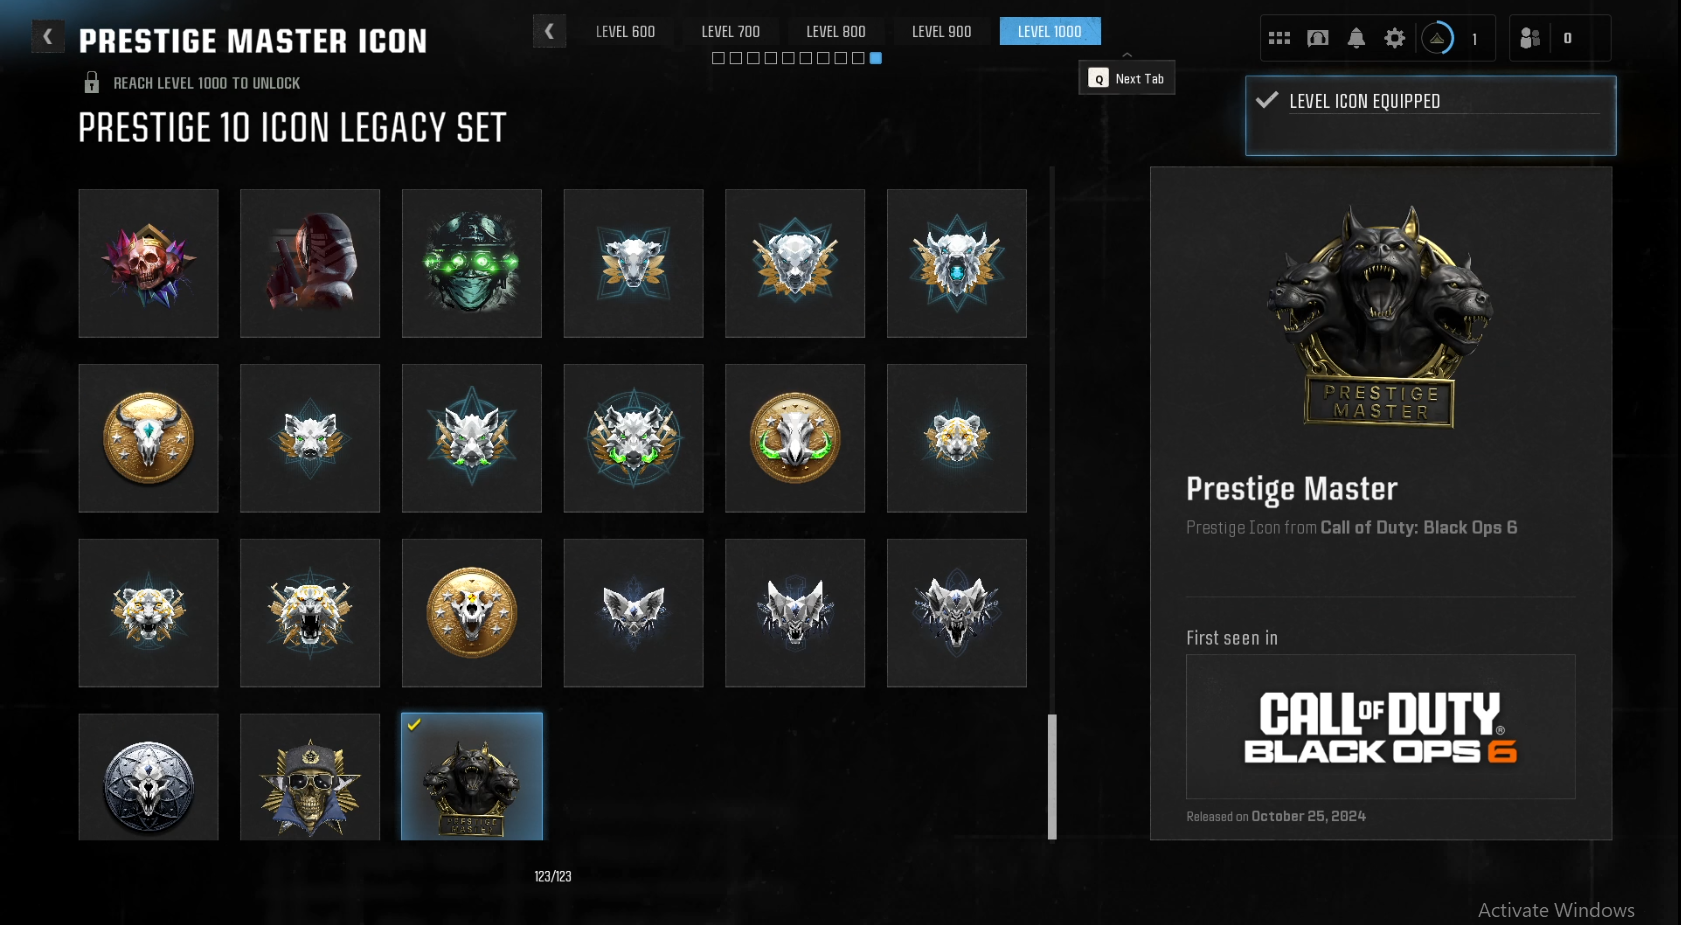 PRESTIGE MASTER ICON
LEVEL 600 LEVEL 700 LEVEL 800 LEVEL 900 LEVEL 1000
1 0
Q Next Tab
REACH LEVEL 1000 TO UNLOCK
LEVEL ICON EQUIPPED
PRESTIGE 10 ICON LEGACY SET
PRESTIGE
MASTER
Prestige Master
Prestige Icon from Call of Duty: Black Ops 6
First seen in
CALL OF DUTY®
BLACK OPS 6
Released on October 25, 2024
PRESTIGE
MASTER
123/123
Activate Windows